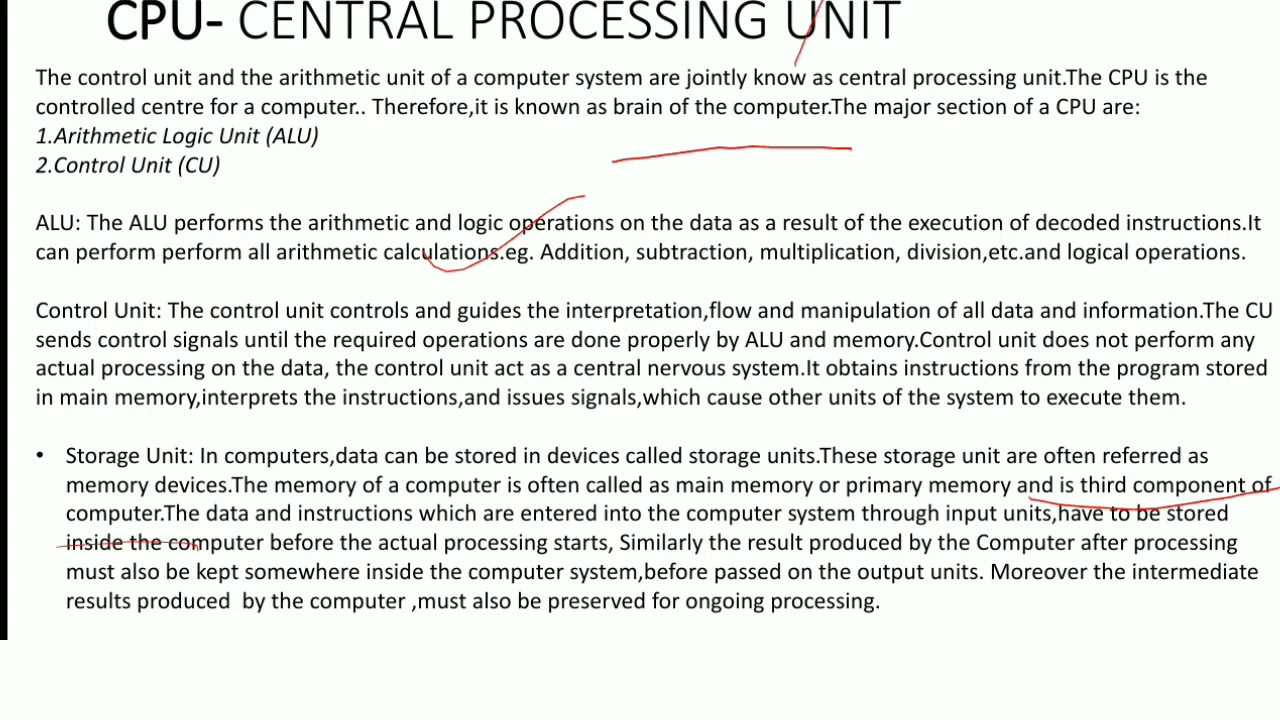 CPU- CENTRAL PROCESSING UNIT
The control unit and the arithmetic unit of a computer system are jointly know as central processing unit.The CPU is the
controlled centre for a computer.. Therefore,it is known as brain of the computer.The major section of a CPU are:
1.Arithmetic Logic Unit (ALU)
2.Control Unit (CU)
ALU: The ALU performs the arithmetic and logic operations on the data as a result of the execution of decoded instructions.It
can perform perform all arithmetic calculations.eg. Addition, subtraction, multiplication, division,etc.and logical operations.
Control Unit: The control unit controls and guides the interpretation,flow and manipulation of all data and information.The CU
sends control signals until the required operations are done properly by ALU and memory.Control unit does not perform any
actual processing on the data, the control unit act as a central nervous system.It obtains instructions from the program stored
in main memory,interprets the instructions,and issues signals,which cause other units of the system to execute them.
• Storage Unit: In computers,data can be stored in devices called storage units.These storage unit are often referred as
memory devices.The memory of a computer is often called as main memory or primary memory and is third component of
computer.The data and instructions which are entered into the computer system through input units,have to be stored
inside the computer before the actual processing starts, Similarly the result produced by the Computer after processing
must also be kept somewhere inside the computer system,before passed on the output units. Moreover the intermediate
results produced  by the computer ,must also be preserved for ongoing processing.